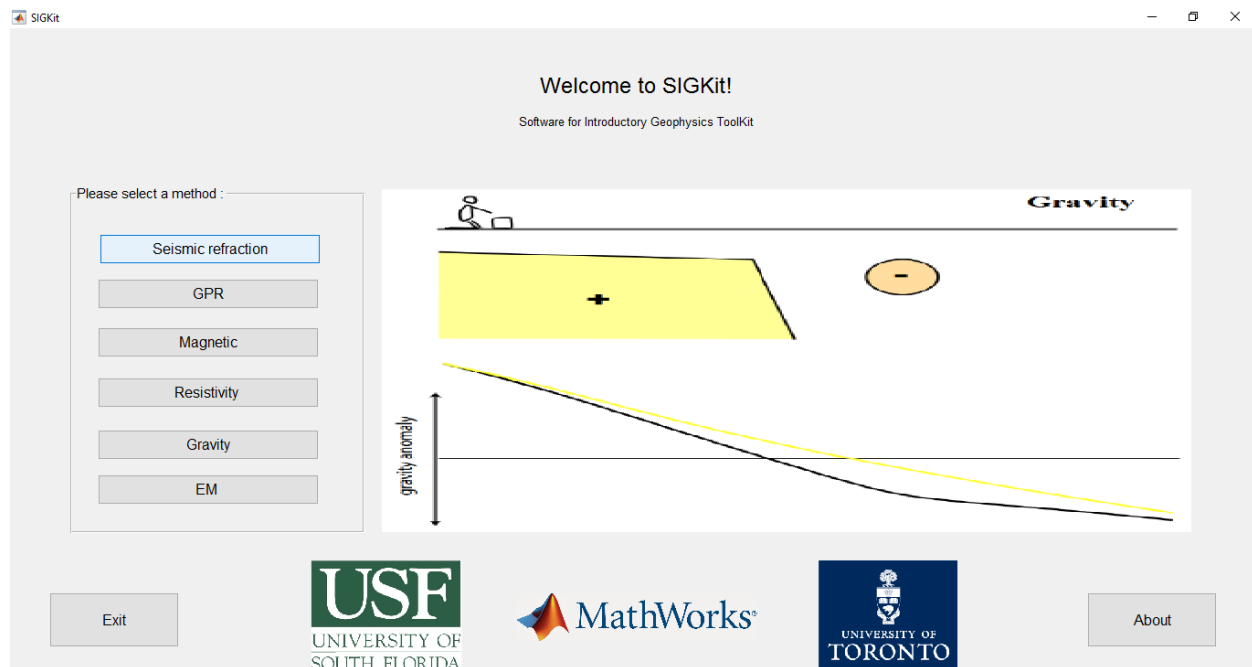 SIGKit
Welcome to SIGKit!
Software for Introductory Geophysics ToolKit
Please select a method :
Seismic refraction
GPR
Magnetic
Resistivity
Gravity
EM
Gravity
+
-
gravity anomaly
Exit
USF
UNIVERSITY OF
SOUTH FLORIDA
MathWorks®
UNIVERSITY OF
TORONTO
About